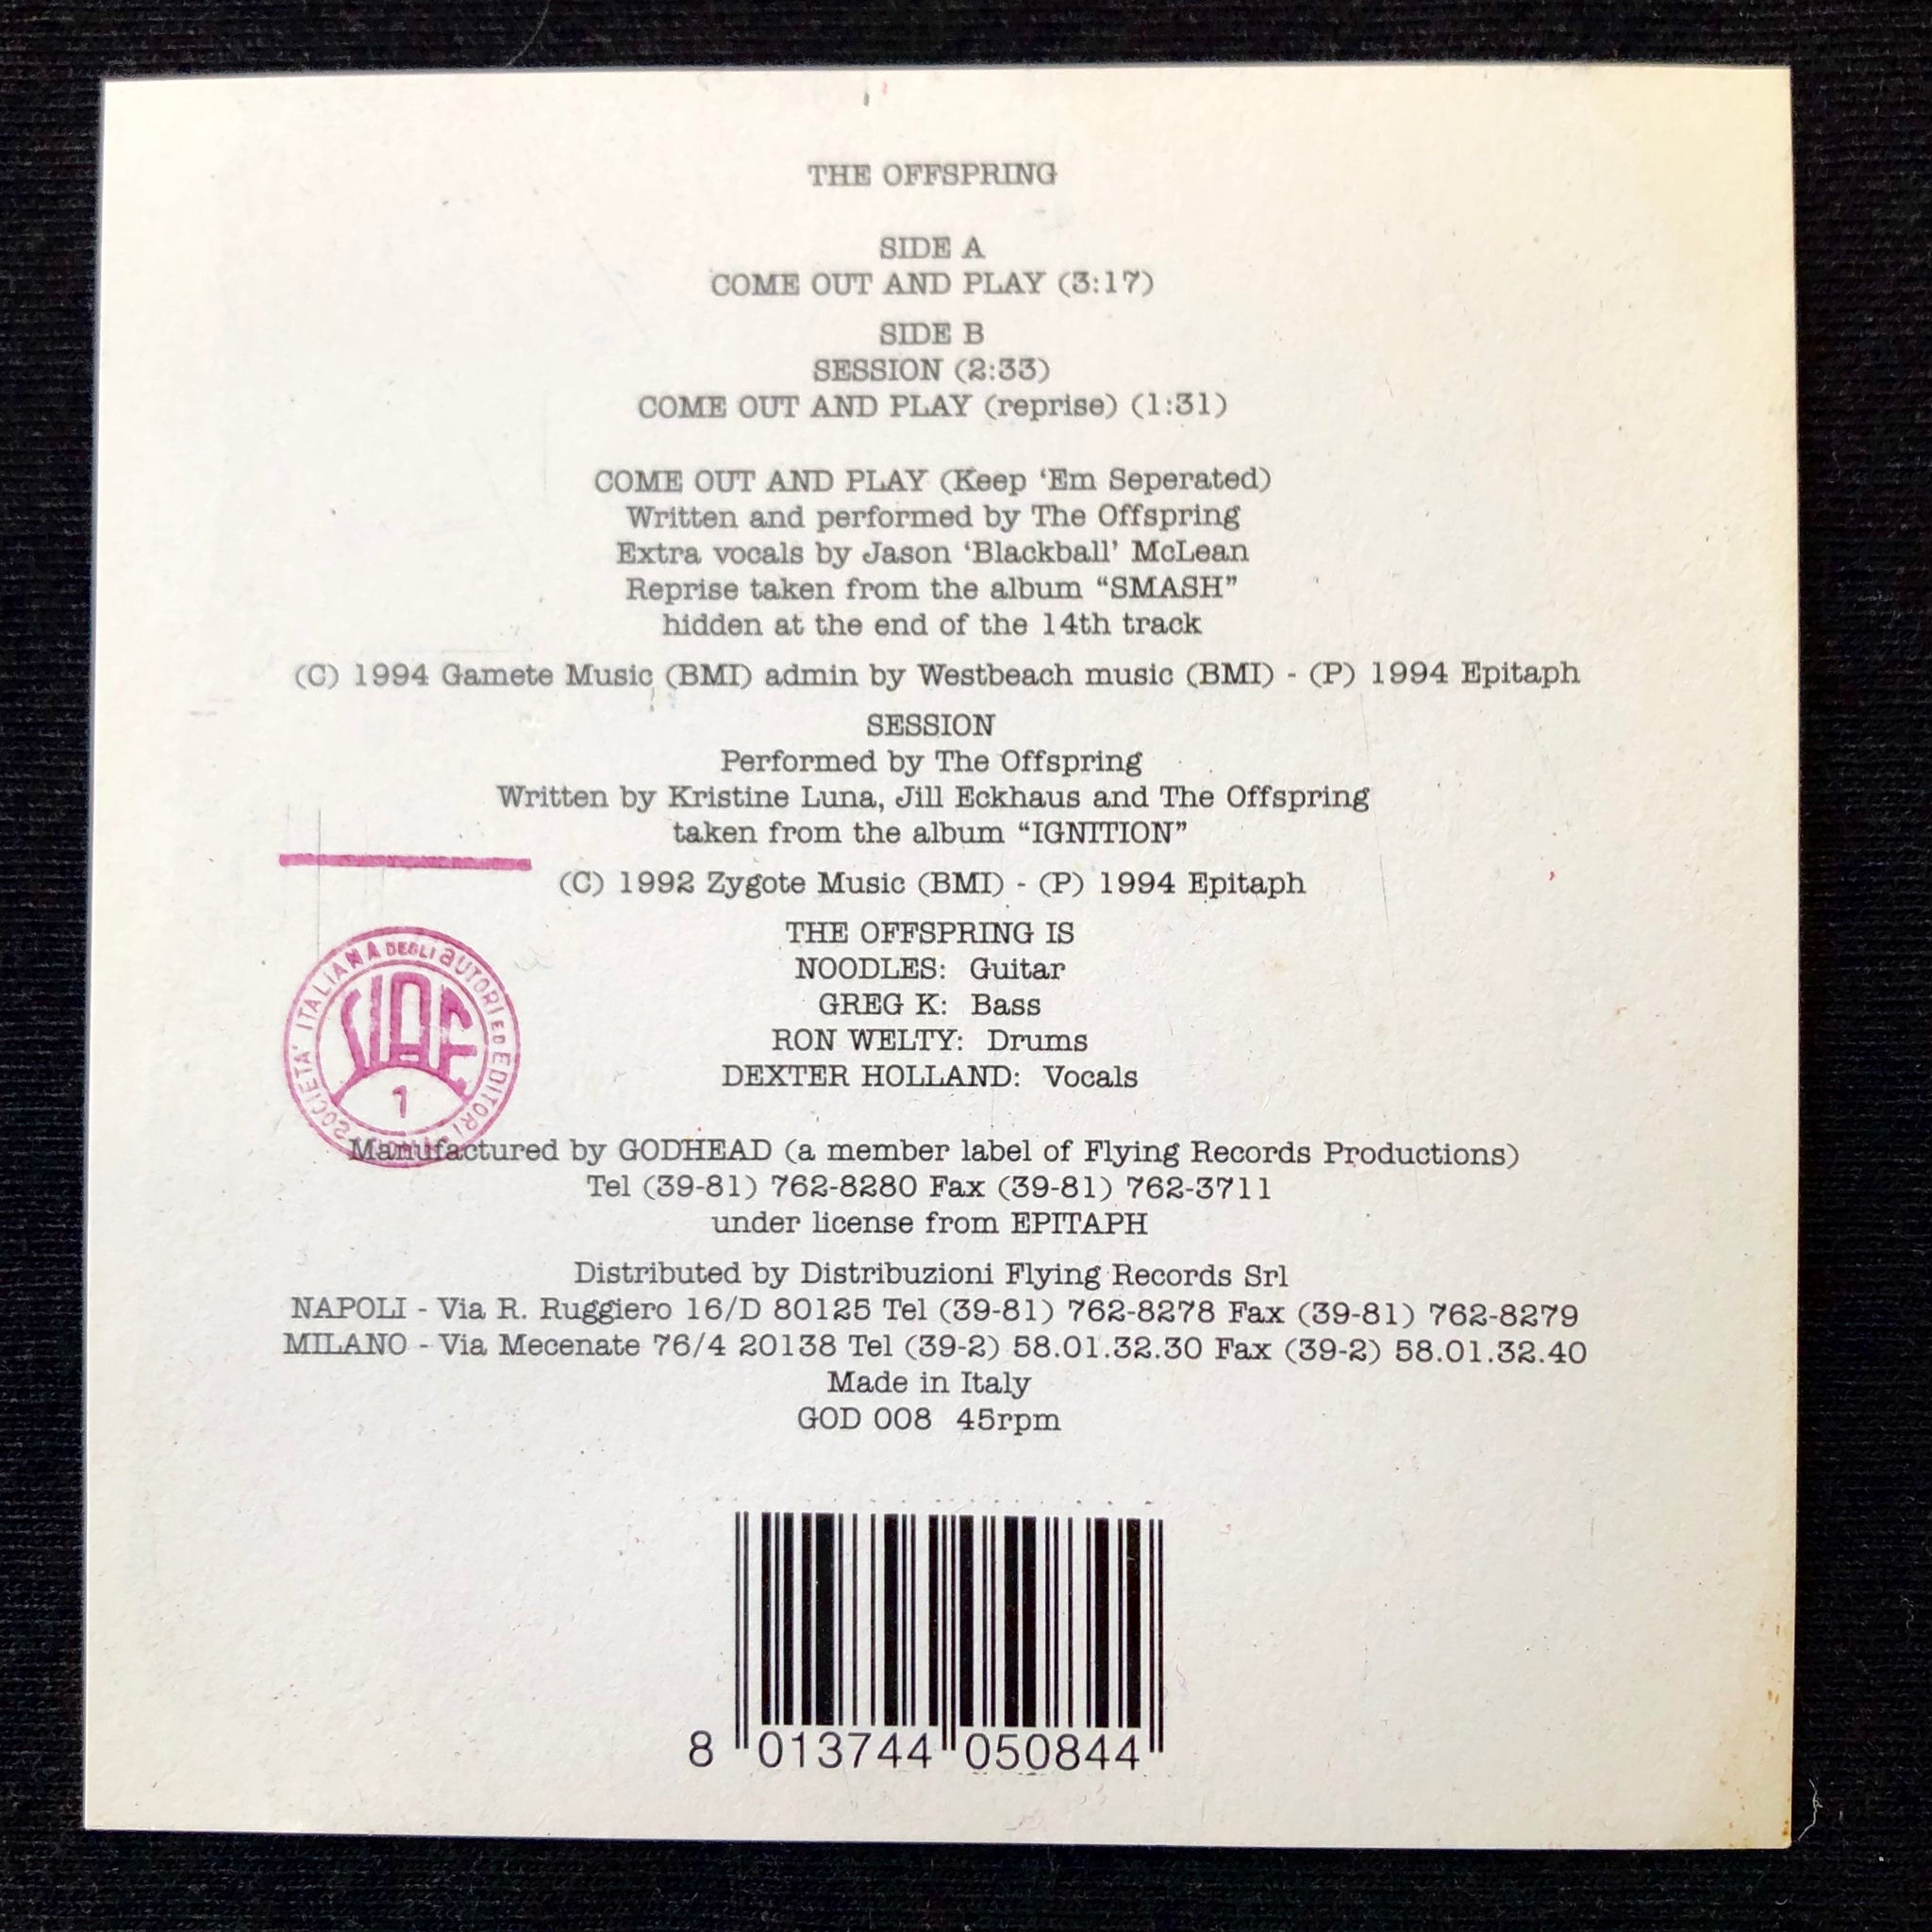 THE OFFSPRING
SIDE A
COME OUT AND PLAY (3:17)
SIDE B
SESSION (2:33)
COME OUT AND PLAY (reprise) (1:31)
COME OUT AND PLAY (Keep ‘Em Seperated)
Written and performed by The Offspring
Extra vocals by Jason ‘Blackball’ McLean
Reprise taken from the album “SMASH”
hidden at the end of the 14th track
(C) 1994 Gamete Music (BMI) admin by Westbeach music (BMI) - (P) 1994 Epitaph
SESSION
Performed by The Offspring
Written by Kristine Luna, Jill Eckhaus and The Offspring
taken from the album “IGNITION”
(C) 1992 Zygote Music (BMI) - (P) 1994 Epitaph
THE OFFSPRING IS
NOODLES: Guitar
GREG K: Bass
RON WELTY: Drums
DEXTER HOLLAND: Vocals
SOCIETA' ITALIANA DEGLI AUTORI ED EDITORI
SIAE
1
Manufactured by GODHEAD (a member label of Flying Records Productions)
Tel (39-81) 762-8280 Fax (39-81) 762-3711
under license from EPITAPH
Distributed by Distribuzioni Flying Records Srl
NAPOLI - Via R. Ruggiero 16/D 80125 Tel (39-81) 762-8278 Fax (39-81) 762-8279
MILANO - Via Mecenate 76/4 20138 Tel (39-2) 58.01.32.30 Fax (39-2) 58.01.32.40
Made in Italy
GOD 008 45rpm
8 013744 050844